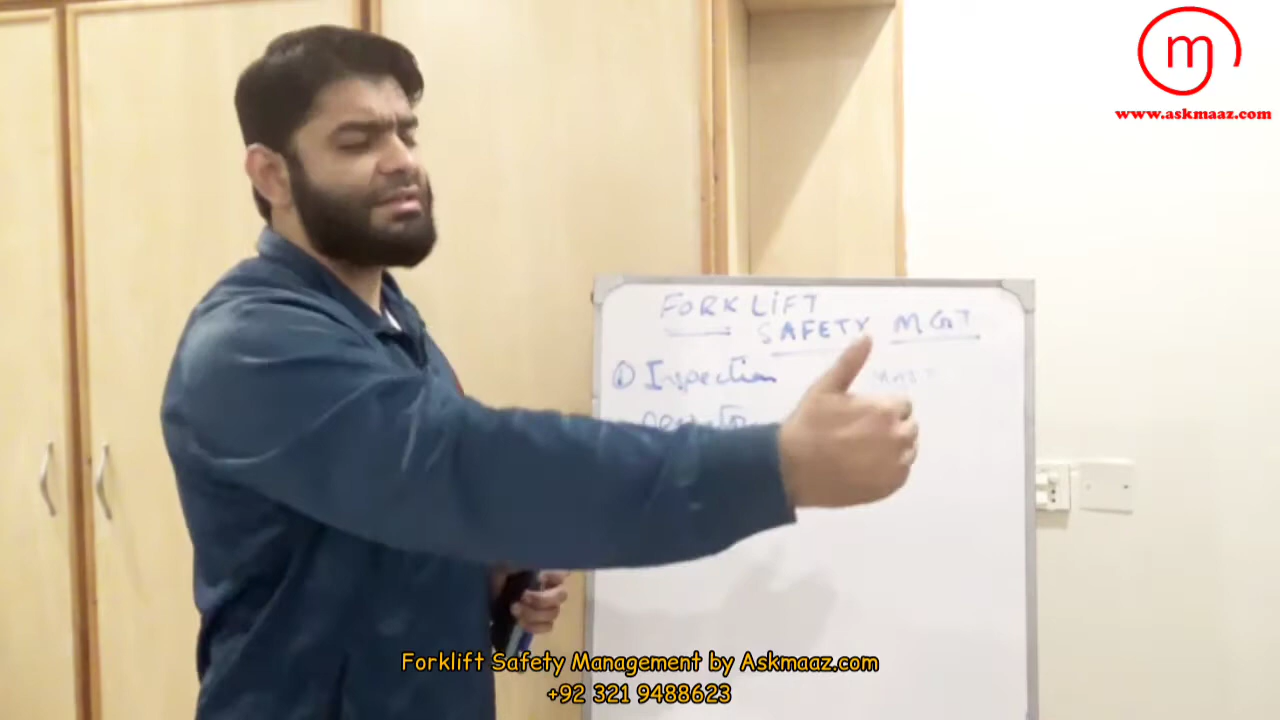 m
www.askmaaz.com
FORKLIFT
SAFETY MGT
① Inspection
Forklift Safety Management by Askmaaz.com
+92 321 9488623